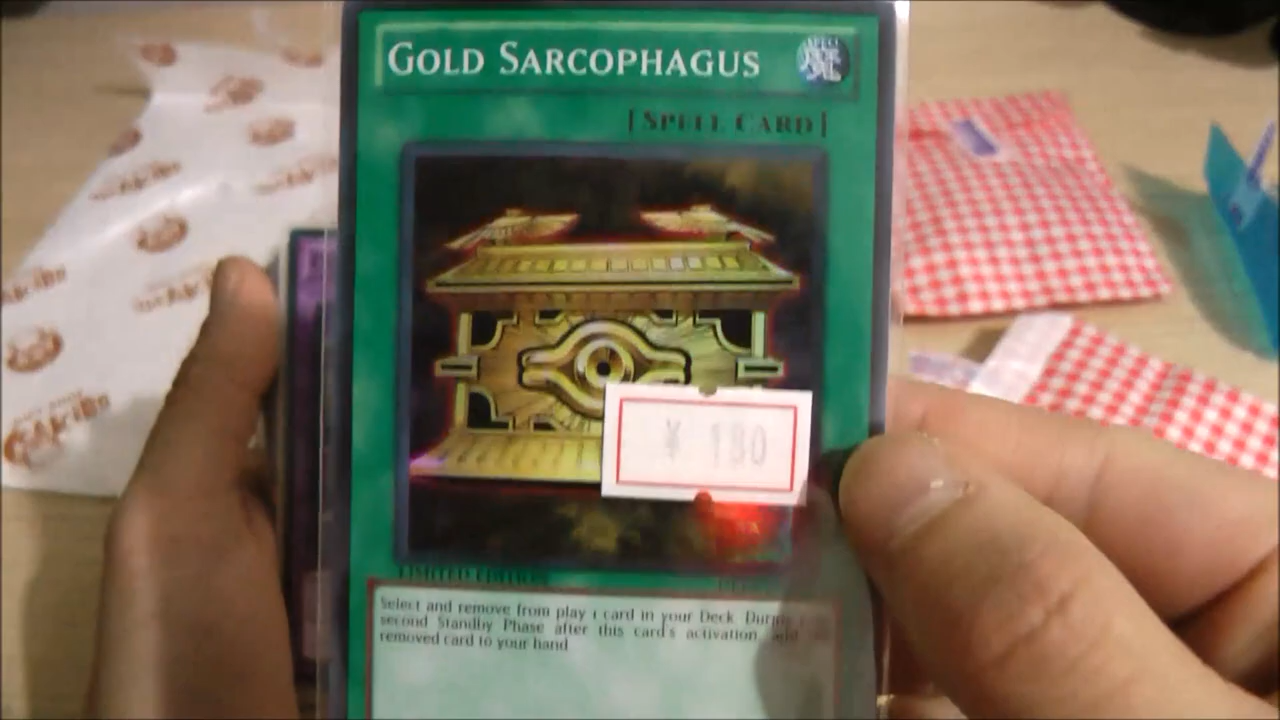 GOLD SARCOPHAGUS
[SPELL CARD]
¥ 180
LIMITED EDITION
Select and remove from play 1 card in your Deck. During
second Standby Phase after this card's activation, add
removed card to your hand